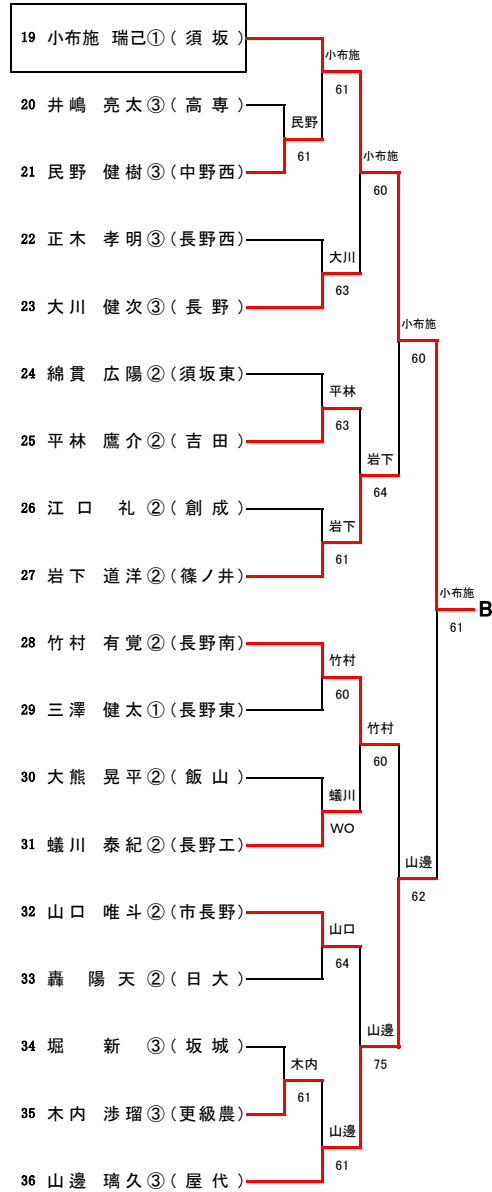 19 小布施 瑞己①(須坂)
小布施
61
20 井嶋 亮太③(高専)
民野
61
21 民野 健樹③(中野西)
小布施
60
22 正木 孝明③(長野西)
大川
63
23 大川 健次③(長野)
小布施
60
24 綿貫 広陽②(須坂東)
平林
63
25 平林 鷹介②(吉田)
岩下
64
26 江口 礼②(創成)
岩下
61
27 岩下 道洋②(篠ノ井)
小布施
B
61
28 竹村 有覚②(長野南)
竹村
60
29 三澤 健太①(長野東)
竹村
60
30 大熊 晃平②(飯山)
蟻川
WO
31 蟻川 泰紀②(長野工)
山邊
62
32 山口 唯斗②(市長野)
山口
64
33 轟 陽天②(日大)
山邊
75
34 堀 新③(坂城)
木内
61
35 木内 渉瑠③(更級農)
山邊
61
36 山邊 璃久③(屋代)